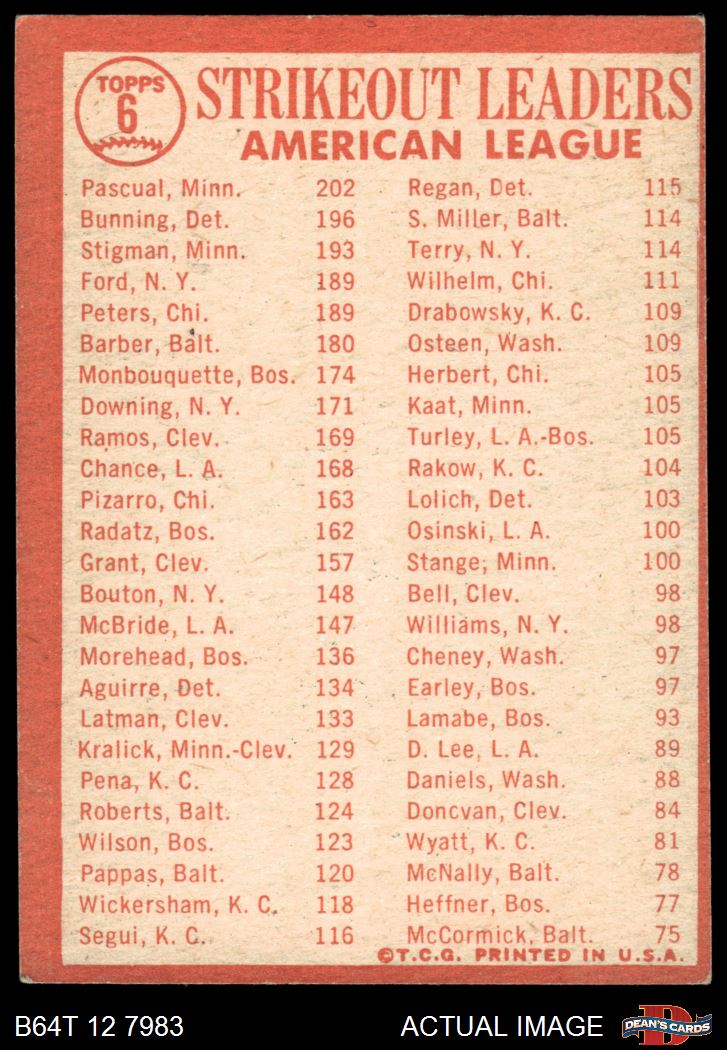 TOPPS
6
STRIKEOUT LEADERS
AMERICAN LEAGUE
Pascual, Minn. 202
Bunning, Det. 196
Stigman, Minn. 193
Ford, N. Y. 189
Peters, Chi. 189
Barber, Balt. 180
Monbouquette, Bos. 174
Downing, N. Y. 171
Ramos, Clev. 169
Chance, L. A. 168
Pizarro, Chi. 163
Radatz, Bos. 162
Grant, Clev. 157
Bouton, N. Y. 148
McBride, L. A. 147
Morehead, Bos. 136
Aguirre, Det. 134
Latman, Clev. 133
Kralick, Minn.-Clev. 129
Pena, K. C. 128
Roberts, Balt. 124
Wilson, Bos. 123
Pappas, Balt. 120
Wickersham, K. C. 118
Segui, K. C. 116
Regan, Det. 115
S. Miller, Balt. 114
Terry, N. Y. 114
Wilhelm, Chi. 111
Drabowsky, K. C. 109
Osteen, Wash. 109
Herbert, Chi. 105
Kaat, Minn. 105
Turley, L. A.-Bos. 105
Rakow, K. C. 104
Lolich, Det. 103
Osinski, L. A. 100
Stange, Minn. 100
Bell, Clev. 98
Williams, N. Y. 98
Cheney, Wash. 97
Earley, Bos. 97
Lamabe, Bos. 93
D. Lee, L. A. 89
Daniels, Wash. 88
Donovan, Clev. 84
Wyatt, K. C. 81
McNally, Balt. 78
Heffner, Bos. 77
McCormick, Balt. 75
©T.C.G. PRINTED IN U.S.A.
B64T 12 7983
ACTUAL IMAGE
D
DEAN'S CARDS